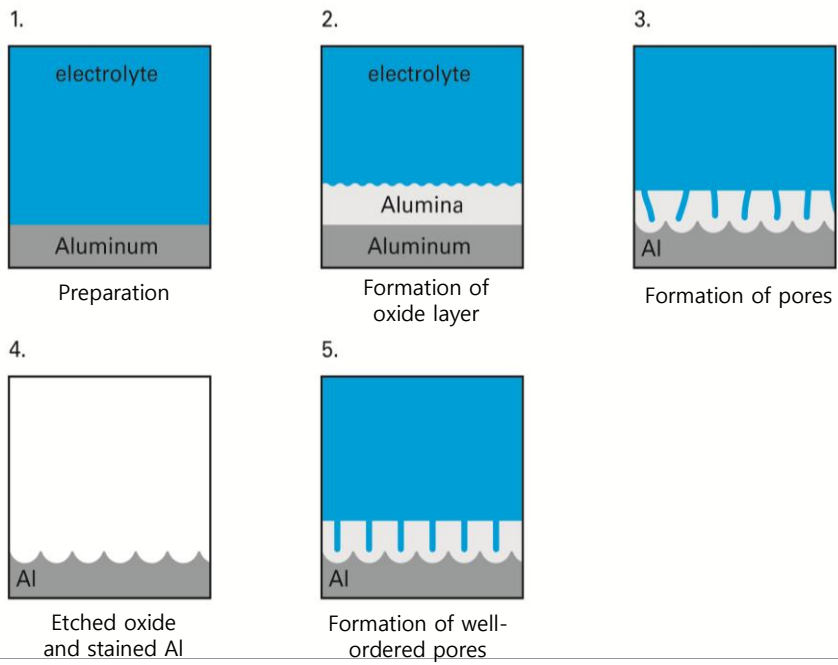 1.
electrolyte
Aluminum
Preparation
2.
electrolyte
Alumina
Aluminum
Formation of
oxide layer
3.
Al
Formation of pores
4.
Al
Etched oxide
and stained Al
5.
Al
Formation of well-
ordered pores